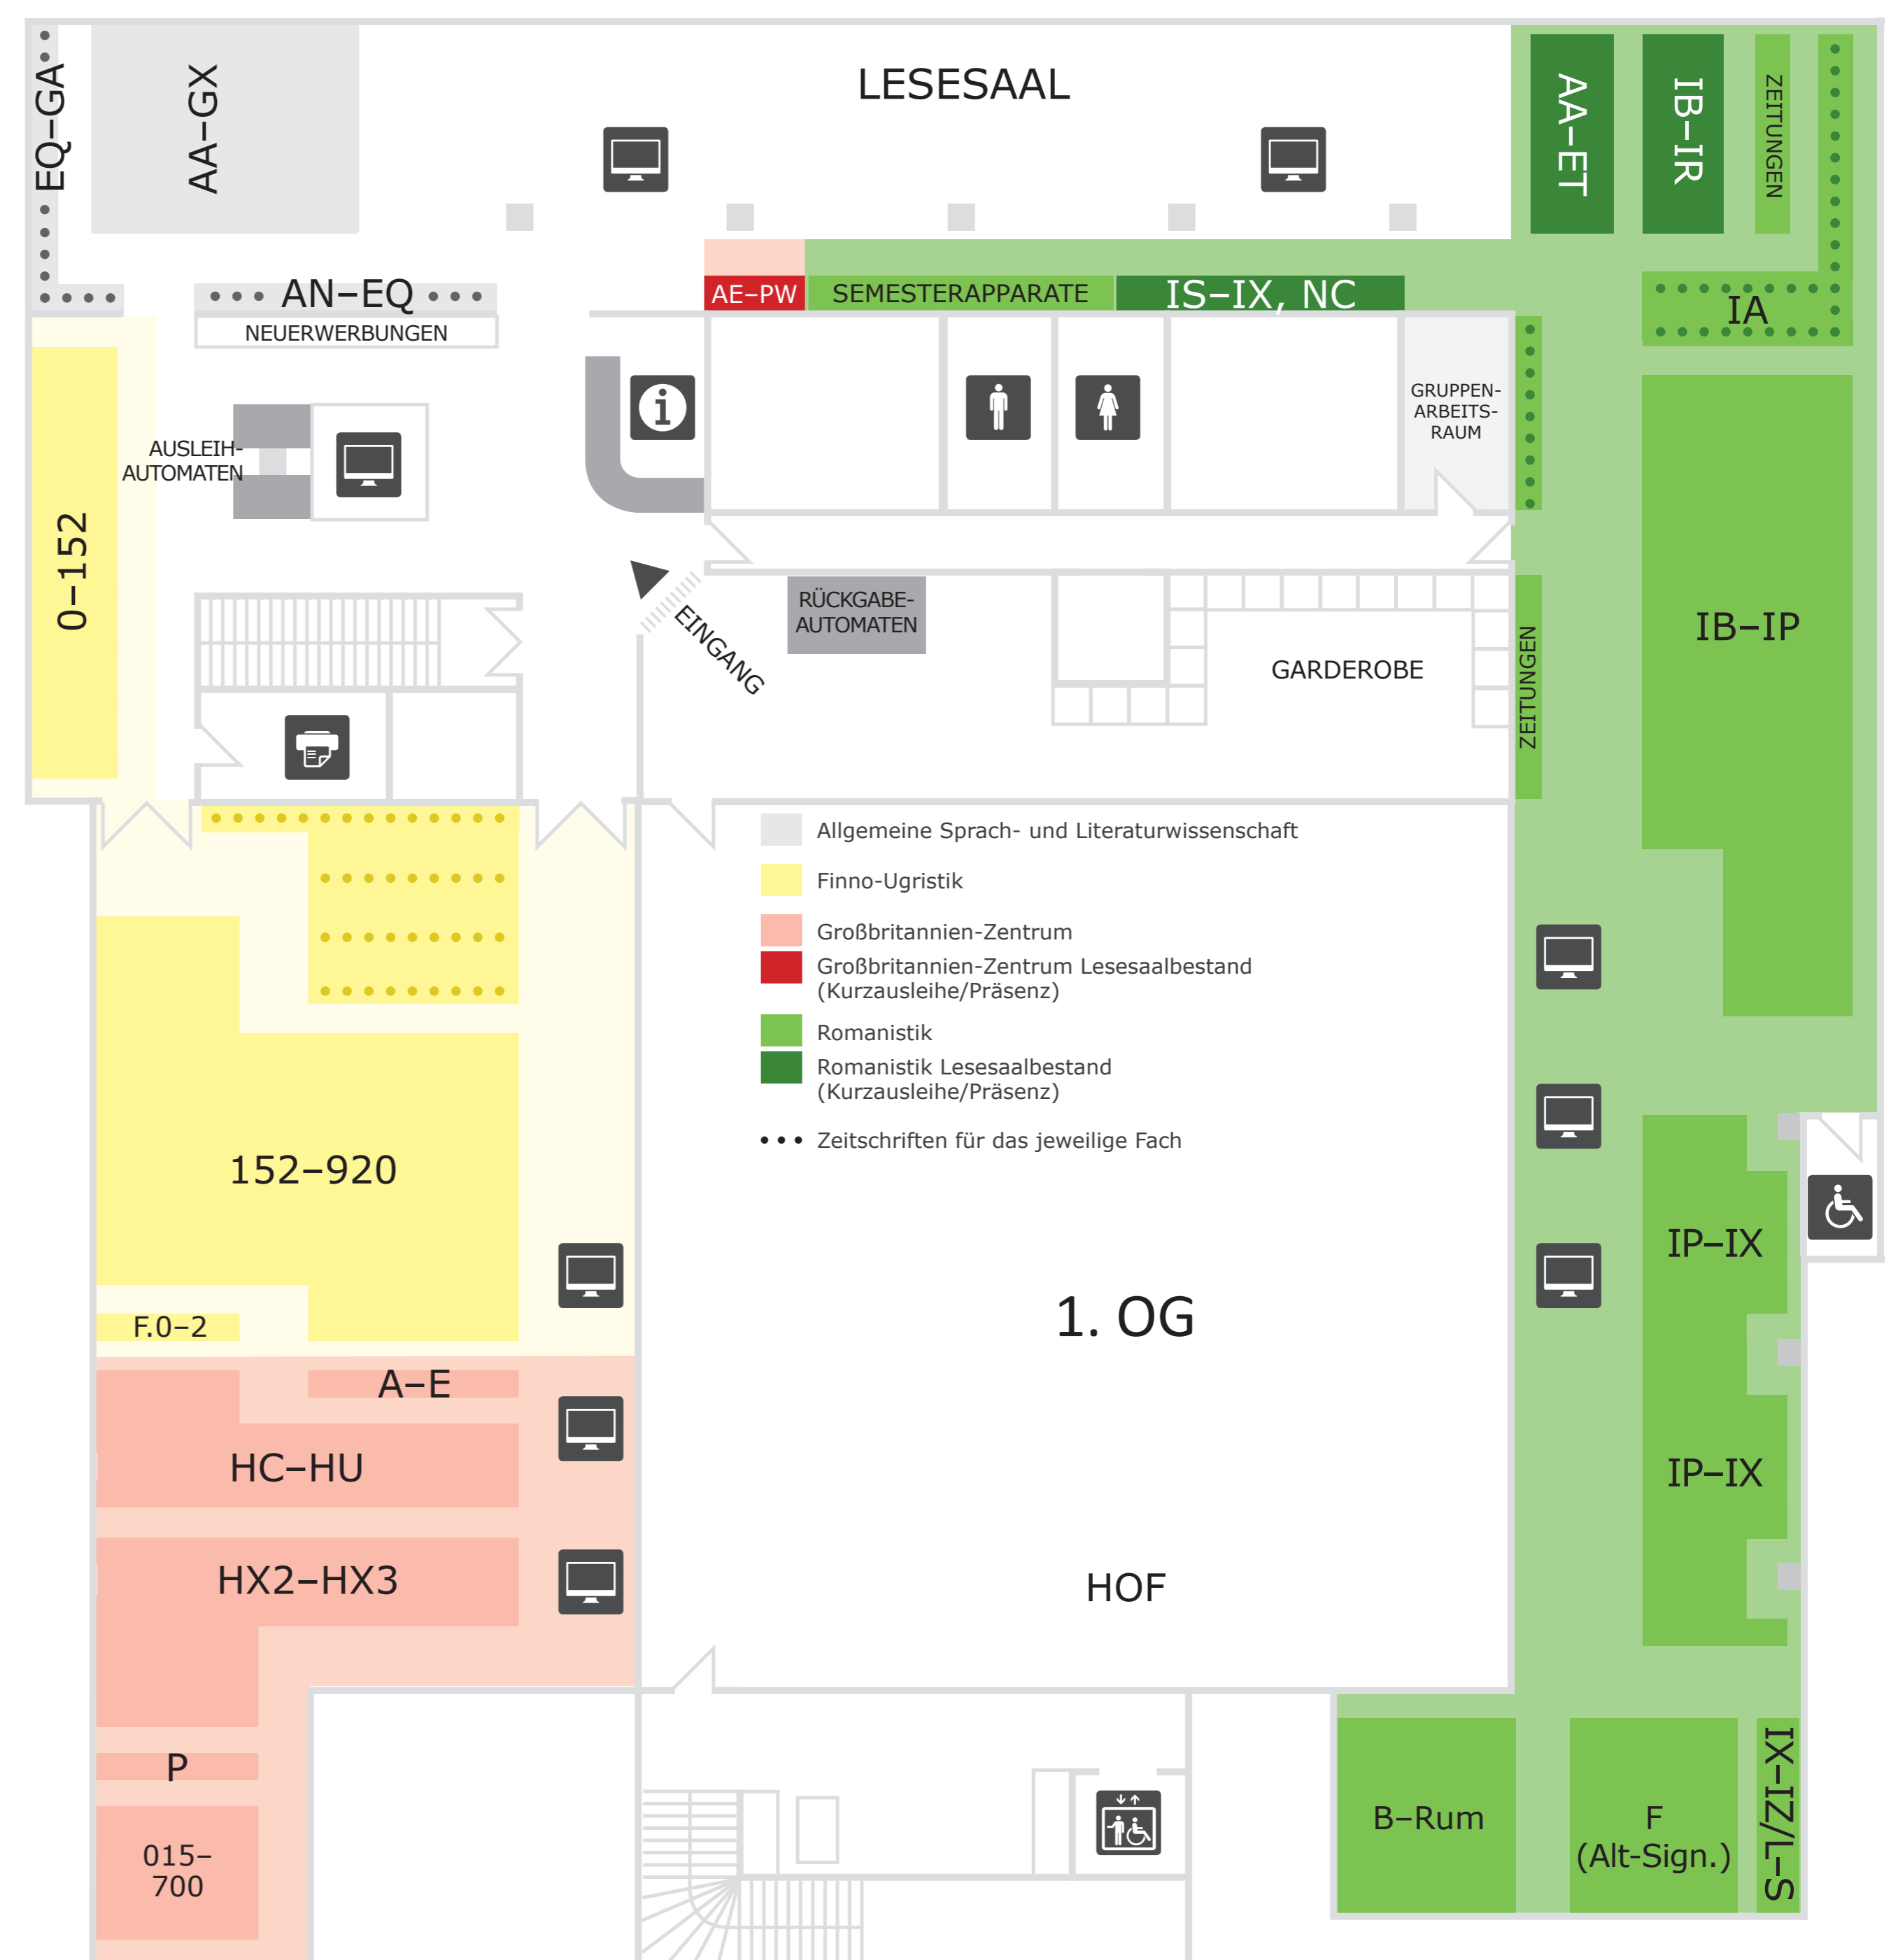 LESESAAL
EQ–GA
AA–GX
AA–ET
IB–IR
ZEITUNGEN
AN–EQ
NEUERWERBUNGEN
AE–PW
SEMESTERAPPARATE
IS–IX, NC
IA
GRUPPEN-
ARBEITS-
RAUM
AUSLEIH-
AUTOMATEN
0–152
EINGANG
RÜCKGABE-
AUTOMATEN
GARDEROBE
ZEITUNGEN
IB–IP
Allgemeine Sprach- und Literaturwissenschaft
Finno-Ugristik
Großbritannien-Zentrum
Großbritannien-Zentrum Lesesaalbestand
(Kurzausleihe/Präsenz)
Romanistik
Romanistik Lesesaalbestand
(Kurzausleihe/Präsenz)
Zeitschriften für das jeweilige Fach
152–920
IP–IX
1. OG
F.0–2
A–E
HC–HU
IP–IX
HX2–HX3
HOF
P
015–
700
B–Rum
F
(Alt-Sign.)
IX–IZ/L–S